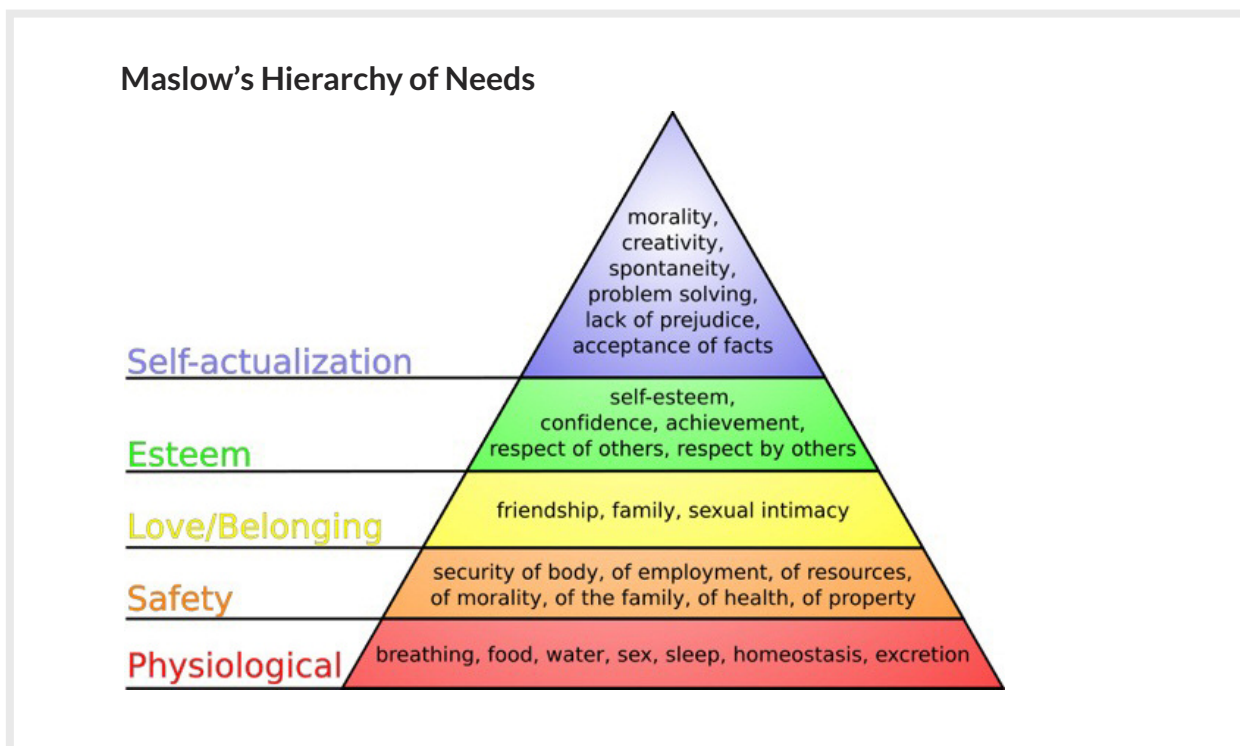 Maslow’s Hierarchy of Needs
morality,
creativity,
spontaneity,
problem solving,
lack of prejudice,
acceptance of facts
Self-actualization
self-esteem,
confidence, achievement,
respect of others, respect by others
Esteem
friendship, family, sexual intimacy
Love/Belonging
security of body, of employment, of resources,
of morality, of the family, of health, of property
Safety
breathing, food, water, sex, sleep, homeostasis, excretion
Physiological